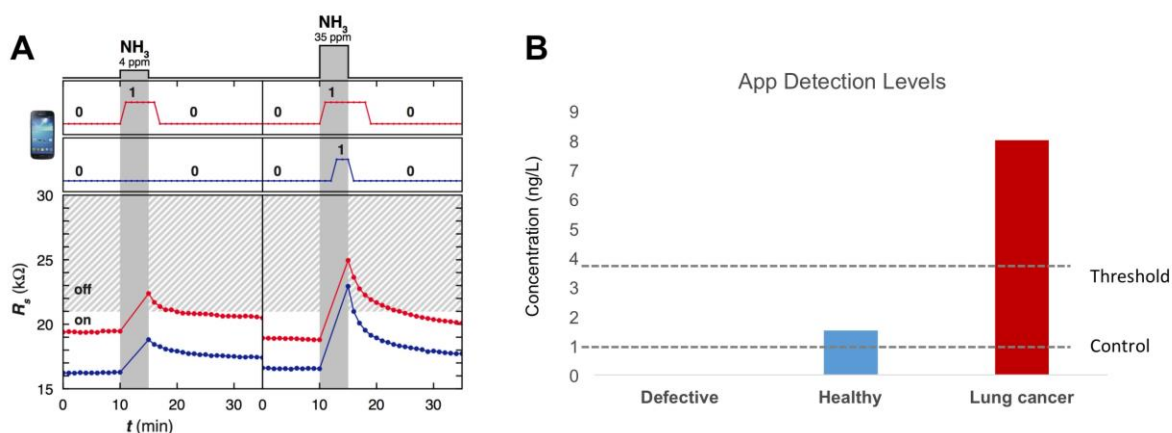 A
NH3
4 ppm
NH3
35 ppm
1
0
0
1
0
0
0
0
1
0
0
30
25
20
15
off
on
Rs (kΩ)
0
10
20
30
0
10
20
30
t (min)
B
App Detection Levels
Concentration (ng/L)
9
8
7
6
5
4
3
2
1
0
Threshold
Control
Defective
Healthy
Lung cancer